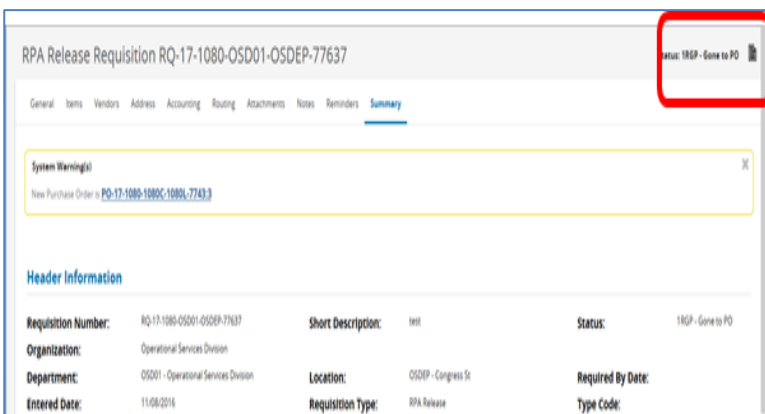 RPA Release Requisition RQ-17-1080-OSD01-OSDEP-77637
tatus: 1RGP - Gone to PO
General Items Vendors Address Accounting Routing Attachments Notes Reminders Summary
System Warning(s) X
New Purchase Order is PO-17-1080-1080C-1080L-7743:3
Header Information
Requisition Number: RQ-17-1080-OSD01-OSDEP-77637 Short Description: test Status: 1RGP - Gone to PO
Organization: Operational Services Division
Department: OSD01 - Operational Services Division Location: OSDEP - Congress St Required By Date:
Entered Date: 11/08/2016 Requisition Type: RPA Release Type Code: